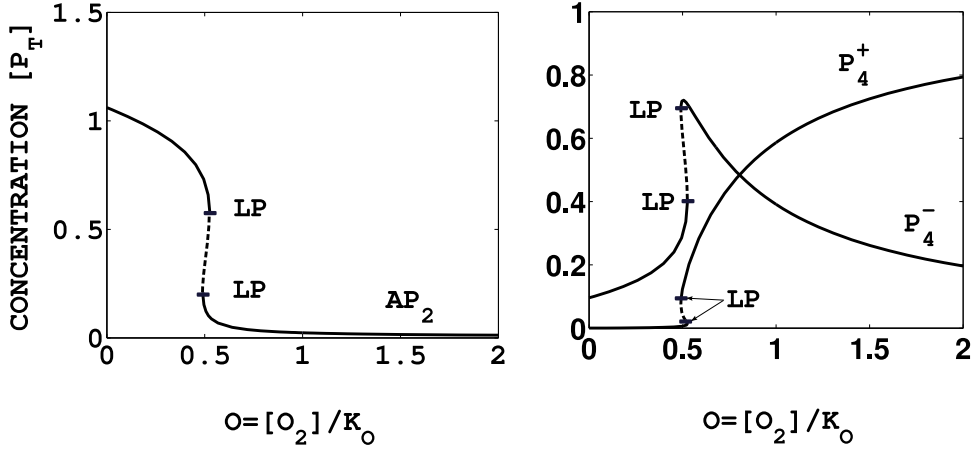 CONCENTRATION [P_T]
1.5
1
0.5
0
LP
LP
AP_2
0 0.5 1 1.5 2
O=[O_2]/K_O
1
0.8
0.6
0.4
0.2
0
P_4^+
LP
LP
P_4^-
LP
0 0.5 1 1.5 2
O=[O_2]/K_O